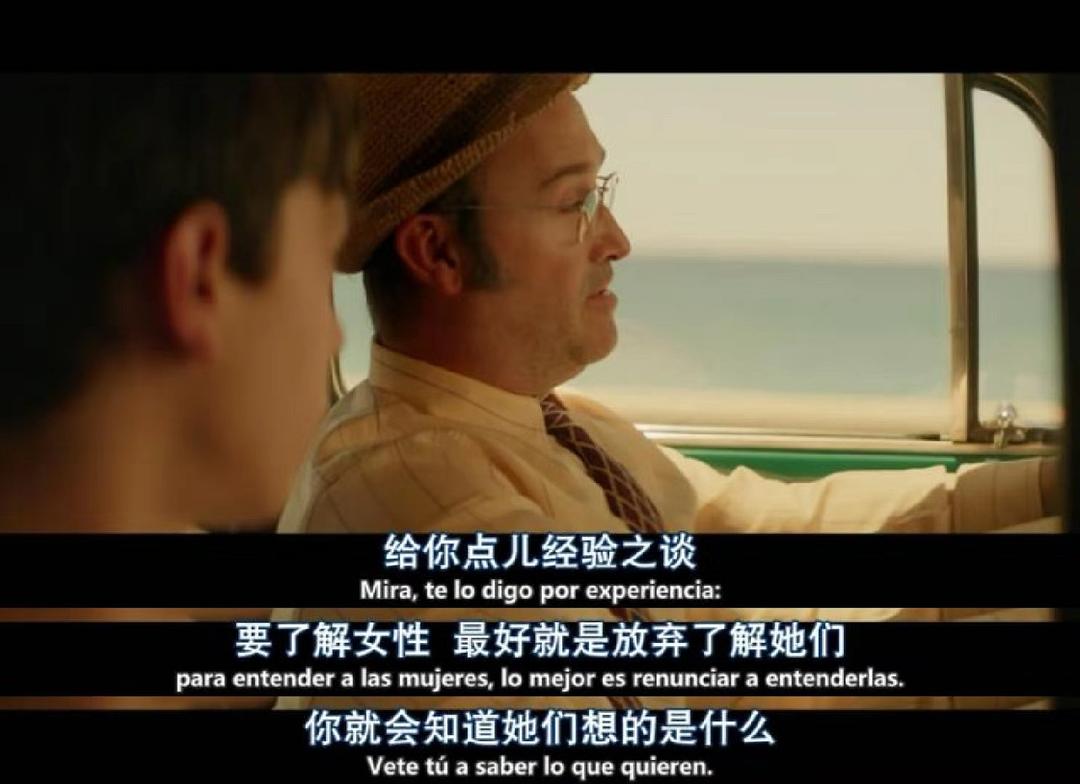 给你点儿经验之谈
Mira, te lo digo por experiencia:
要了解女性 最好就是放弃了解她们
para entender a las mujeres, lo mejor es renunciar a entenderlas.
你就会知道她们想的是什么
Vete tú a saber lo que quieren.